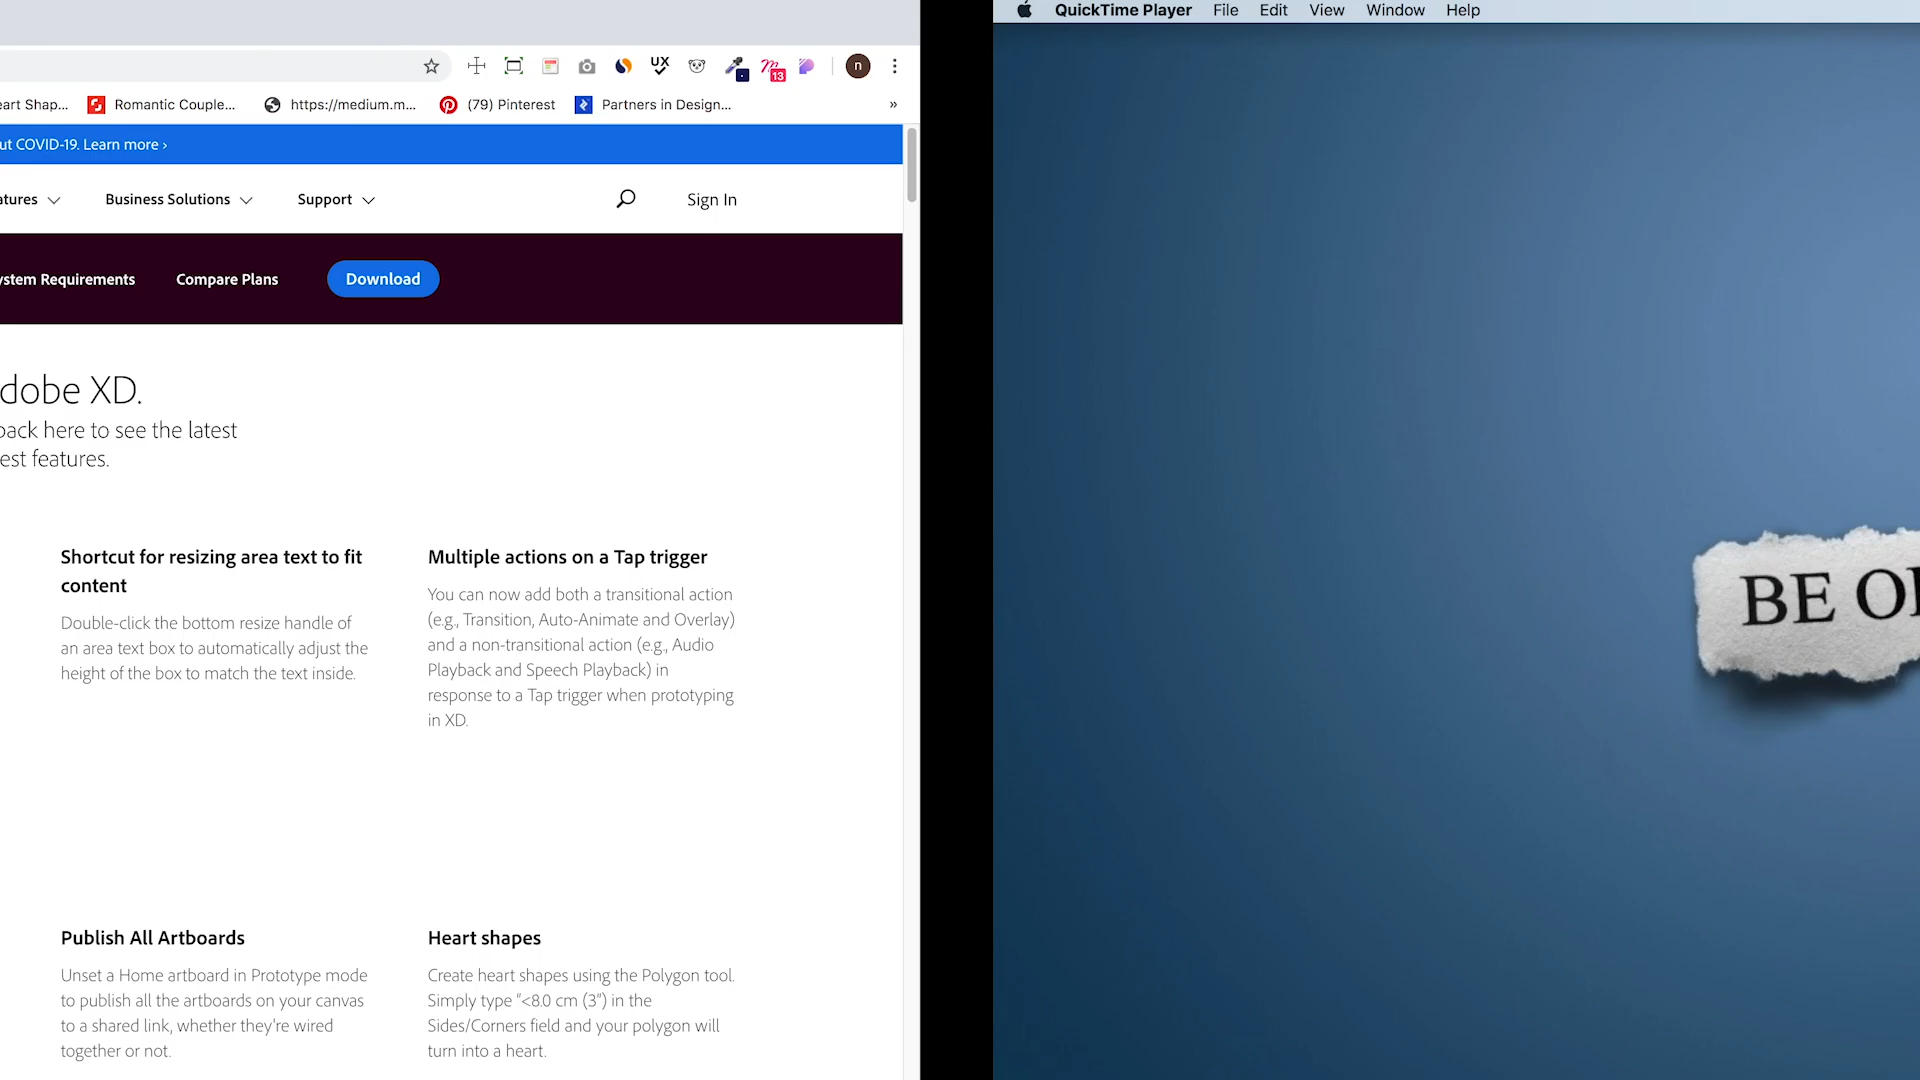 QuickTime Player File Edit View Window Help
UX
13
n
eart Shap... Romantic Couple... https://medium.m... (79) Pinterest Partners in Design... »
ut COVID-19. Learn more ›
atures Business Solutions Support Sign In
ystem Requirements Compare Plans Download
dobe XD.
back here to see the latest
est features.
Shortcut for resizing area text to fit
content
Double-click the bottom resize handle of
an area text box to automatically adjust the
height of the box to match the text inside.
Multiple actions on a Tap trigger
You can now add both a transitional action
(e.g., Transition, Auto-Animate and Overlay)
and a non-transitional action (e.g., Audio
Playback and Speech Playback) in
response to a Tap trigger when prototyping
in XD.
Publish All Artboards
Unset a Home artboard in Prototype mode
to publish all the artboards on your canvas
to a shared link, whether they're wired
together or not.
Heart shapes
Create heart shapes using the Polygon tool.
Simply type "<8.0 cm (3") in the
Sides/Corners field and your polygon will
turn into a heart.
BE O